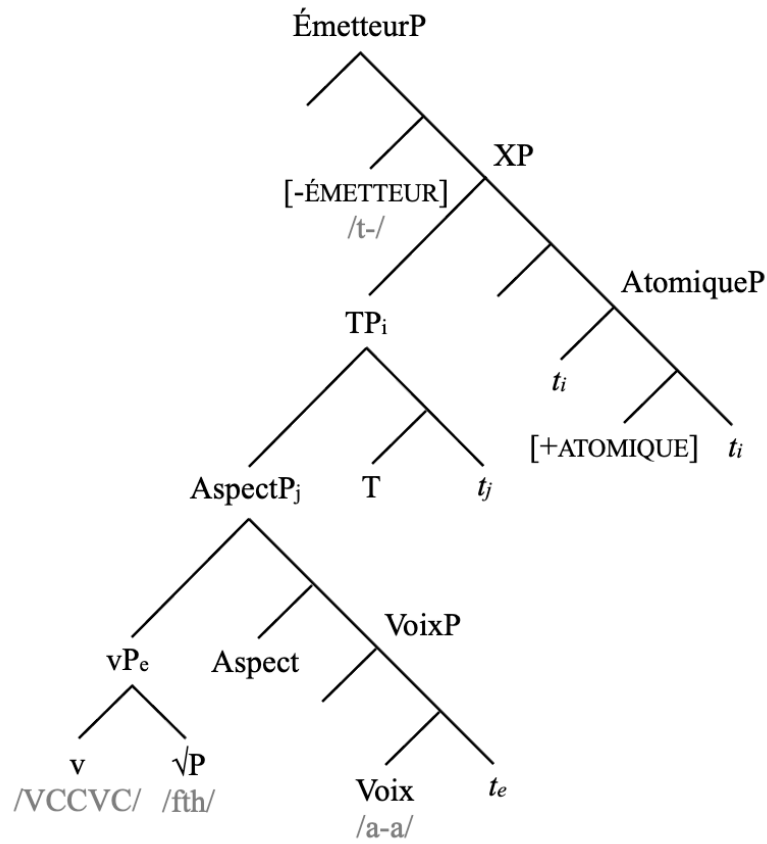 ÉmetteurP
XP
[-ÉMETTEUR]
/t-/
AtomiqueP
TPᵢ
tᵢ
[+ATOMIQUE] tᵢ
AspectPⱼ T tⱼ
VoixP
vPₑ Aspect
v √P
/VCCVC/ /fth/
Voix tₑ
/a-a/